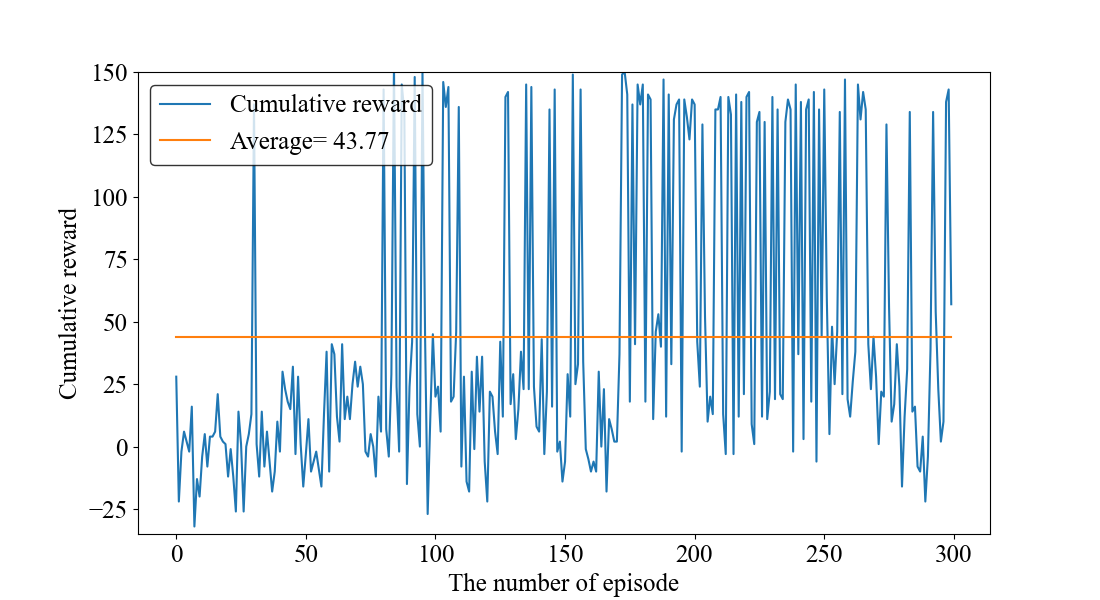 Cumulative reward
Average= 43.77
150
125
100
75
50
25
0
−25
Cumulative reward
0 50 100 150 200 250 300
The number of episode